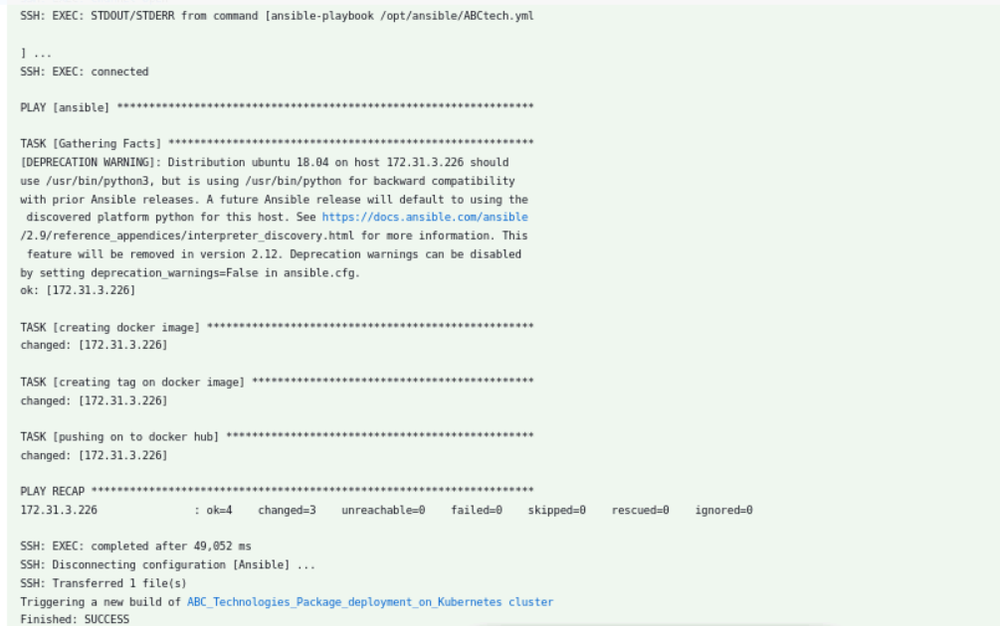 SSH: EXEC: STDOUT/STDERR from command [ansible-playbook /opt/ansible/ABCtech.yml
] ...
SSH: EXEC: connected
PLAY [ansible] *****************************************************************
TASK [Gathering Facts] *********************************************************
[DEPRECATION WARNING]: Distribution ubuntu 18.04 on host 172.31.3.226 should
use /usr/bin/python3, but is using /usr/bin/python for backward compatibility
with prior Ansible releases. A future Ansible release will default to using the
discovered platform python for this host. See https://docs.ansible.com/ansible
/2.9/reference_appendices/interpreter_discovery.html for more information. This
feature will be removed in version 2.12. Deprecation warnings can be disabled
by setting deprecation_warnings=False in ansible.cfg.
ok: [172.31.3.226]
TASK [creating docker image] ***************************************************
changed: [172.31.3.226]
TASK [creating tag on docker image] ********************************************
changed: [172.31.3.226]
TASK [pushing on to docker hub] ************************************************
changed: [172.31.3.226]
PLAY RECAP *********************************************************************
172.31.3.226               : ok=4    changed=3    unreachable=0    failed=0    skipped=0    rescued=0    ignored=0
SSH: EXEC: completed after 49,052 ms
SSH: Disconnecting configuration [Ansible] ...
SSH: Transferred 1 file(s)
Triggering a new build of ABC_Technologies_Package_deployment_on_Kubernetes cluster
Finished: SUCCESS